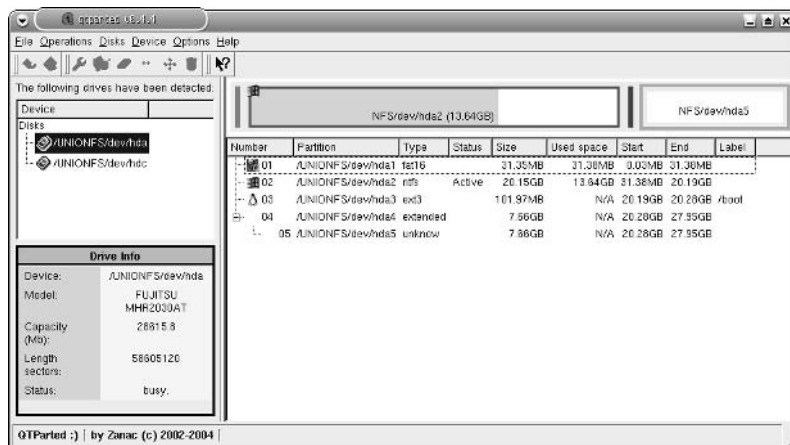 qtparted v0.4.4
File Operations Disks Device Options Help
The following drives have been detected:
Device
Disks
/UNIONFS/dev/hda
/UNIONFS/dev/hdc
Drive Info
Device: /UNIONFS/dev/hda
Model: FUJITSU MHR2030AT
Capacity (Mb): 28615.8
Length sectors: 58605120
Status: busy.
NFS/dev/hda2 (13.64GB)
NFS/dev/hda5
Number Partition Type Status Size Used space Start End Label
01 /UNIONFS/dev/hda1 fat16 31.35MB 31.38MB 0.03MB 31.38MB
02 /UNIONFS/dev/hda2 ntfs Active 20.15GB 13.64GB 31.38MB 20.19GB
03 /UNIONFS/dev/hda3 ext3 101.97MB N/A 20.19GB 20.28GB /boot
04 /UNIONFS/dev/hda4 extended 7.66GB N/A 20.28GB 27.95GB
05 /UNIONFS/dev/hda5 unknow 7.66GB N/A 20.28GB 27.95GB
QTParted :) by Zanac (c) 2002-2004